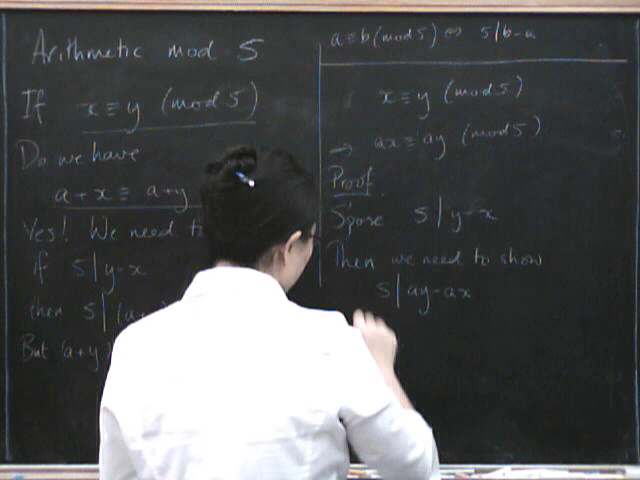 Arithmetic mod 5
If x ≡ y (mod 5)
Do we have
a + x ≡ a + y
Yes! We need to
if 5 | y-x
then 5 | (a+
But (a+y)
a ≡ b (mod 5) ⇔ 5 | b-a
x ≡ y (mod 5)
→ ax ≡ ay (mod 5)
Proof
Spose 5 | y-x
Then we need to show
5 | ay-ax